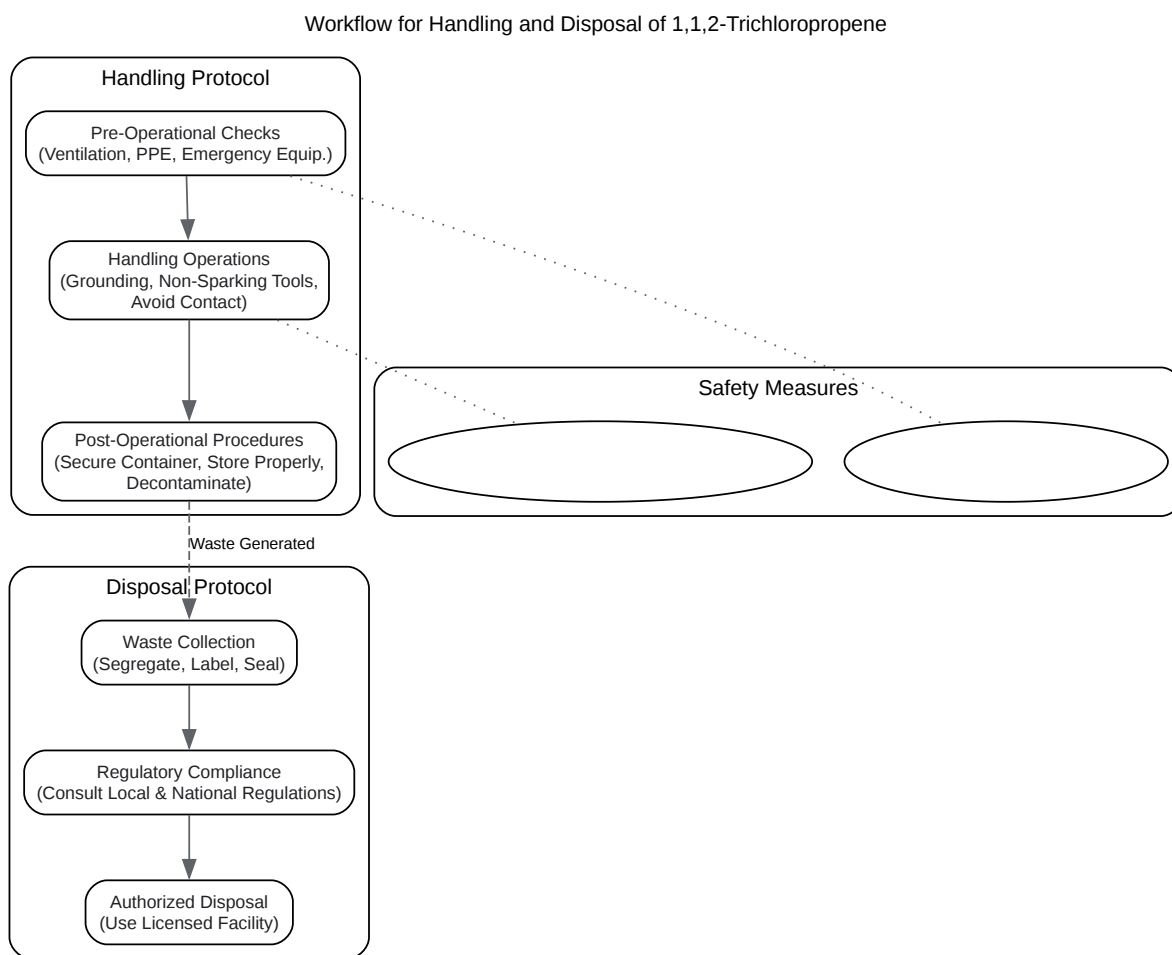 Workflow for Handling and Disposal of 1,1,2-Trichloropropene
Handling Protocol
Pre-Operational Checks
(Ventilation, PPE, Emergency Equip.)
Handling Operations
(Grounding, Non-Sparking Tools,
Avoid Contact)
Safety Measures
Post-Operational Procedures
(Secure Container, Store Properly,
Decontaminate)
Waste Generated
Disposal Protocol
Waste Collection
(Segregate, Label, Seal)
Regulatory Compliance
(Consult Local & National Regulations)
Authorized Disposal
(Use Licensed Facility)